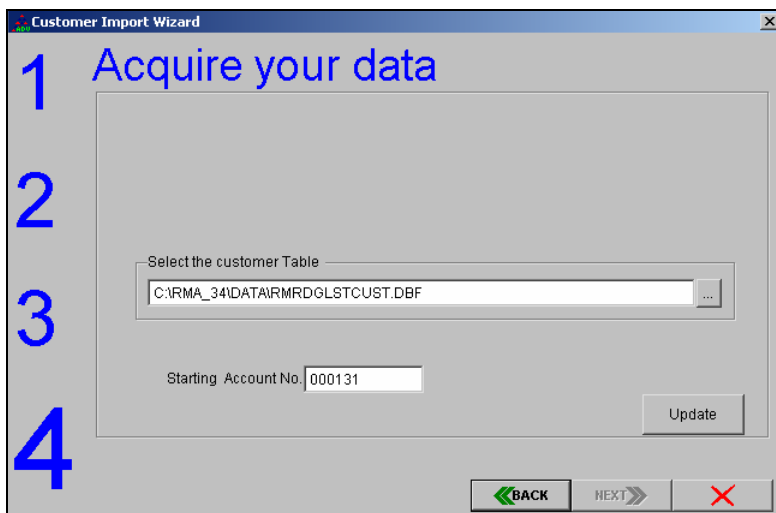 Customer Import Wizard
1
Acquire your data
2
Select the customer Table
C:\RMA_34\DATA\RMRDGLSTCUST.DBF
...
3
Starting Account No. 000131
Update
4
BACK
NEXT